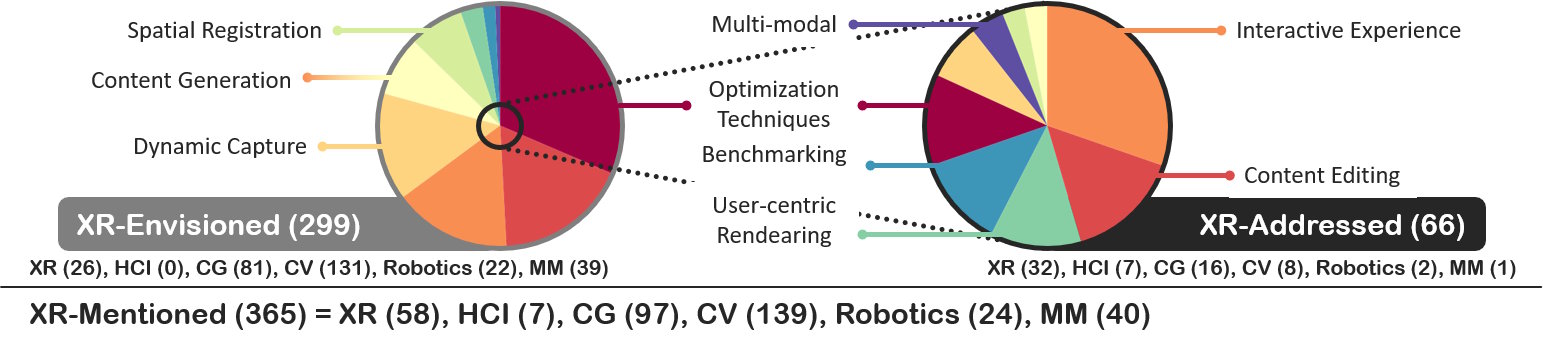 Spatial Registration
Content Generation
Dynamic Capture
Multi-modal
Optimization
Techniques
Benchmarking
User-centric
Rendearing
Interactive Experience
Content Editing
XR-Envisioned (299)
XR-Addressed (66)
XR (26), HCI (0), CG (81), CV (131), Robotics (22), MM (39)
XR (32), HCI (7), CG (16), CV (8), Robotics (2), MM (1)
XR-Mentioned (365) = XR (58), HCI (7), CG (97), CV (139), Robotics (24), MM (40)